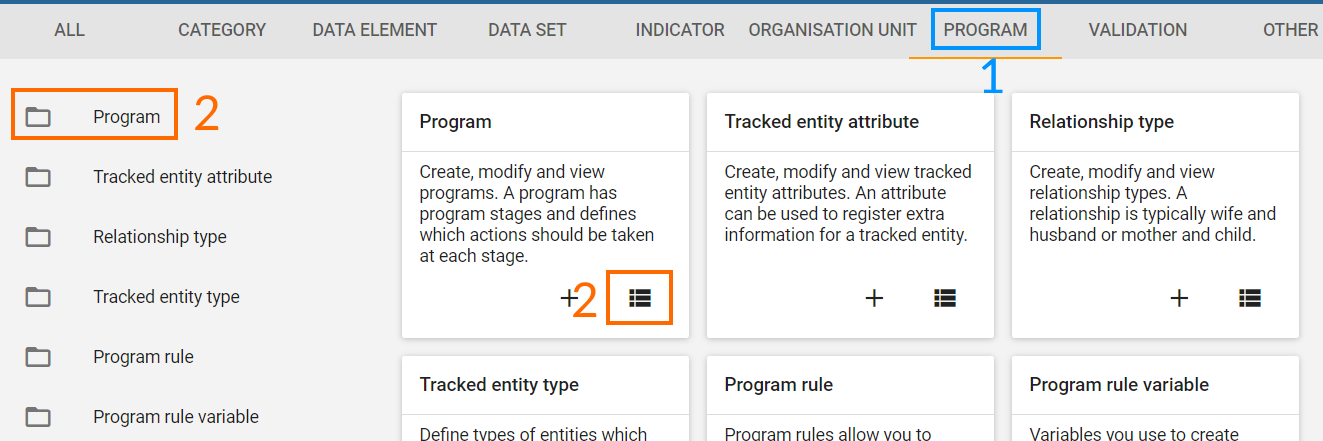 ALL CATEGORY DATA ELEMENT DATA SET INDICATOR ORGANISATION UNIT PROGRAM VALIDATION OTHER
1
Program 2
Tracked entity attribute
Relationship type
Tracked entity type
Program rule
Program rule variable
Program
Create, modify and view
programs. A program has
program stages and defines
which actions should be taken
at each stage.
+ 2
Tracked entity attribute
Create, modify and view tracked
entity attributes. An attribute
can be used to register extra
information for a tracked entity.
+
Relationship type
Create, modify and view
relationship types. A
relationship is typically wife and
husband or mother and child.
+
Tracked entity type
Define types of entities which
Program rule
Program rules allow you to
Program rule variable
Variables you use to create